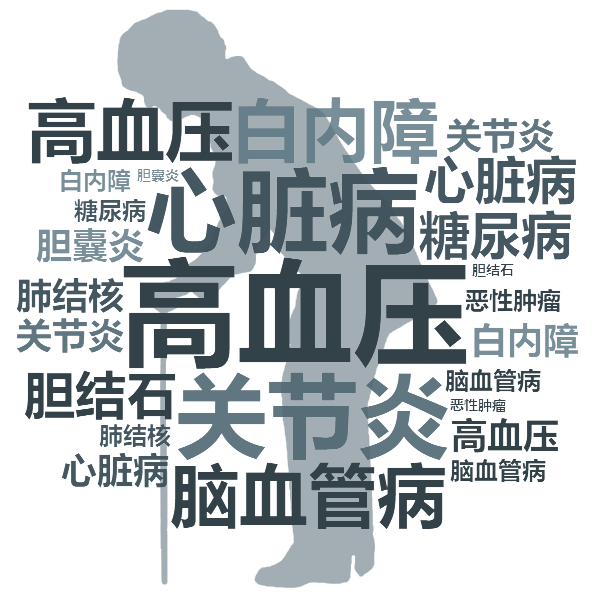 高血压 白内障 关节炎
白内障 胆囊炎 心脏病
糖尿病 心脏病 糖尿病
胆囊炎
胆结石
肺结核 高血压 恶性肿瘤
关节炎 白内障
胆结石 关节炎 脑血管病
恶性肿瘤
肺结核 高血压
心脏病 脑血管病 脑血管病